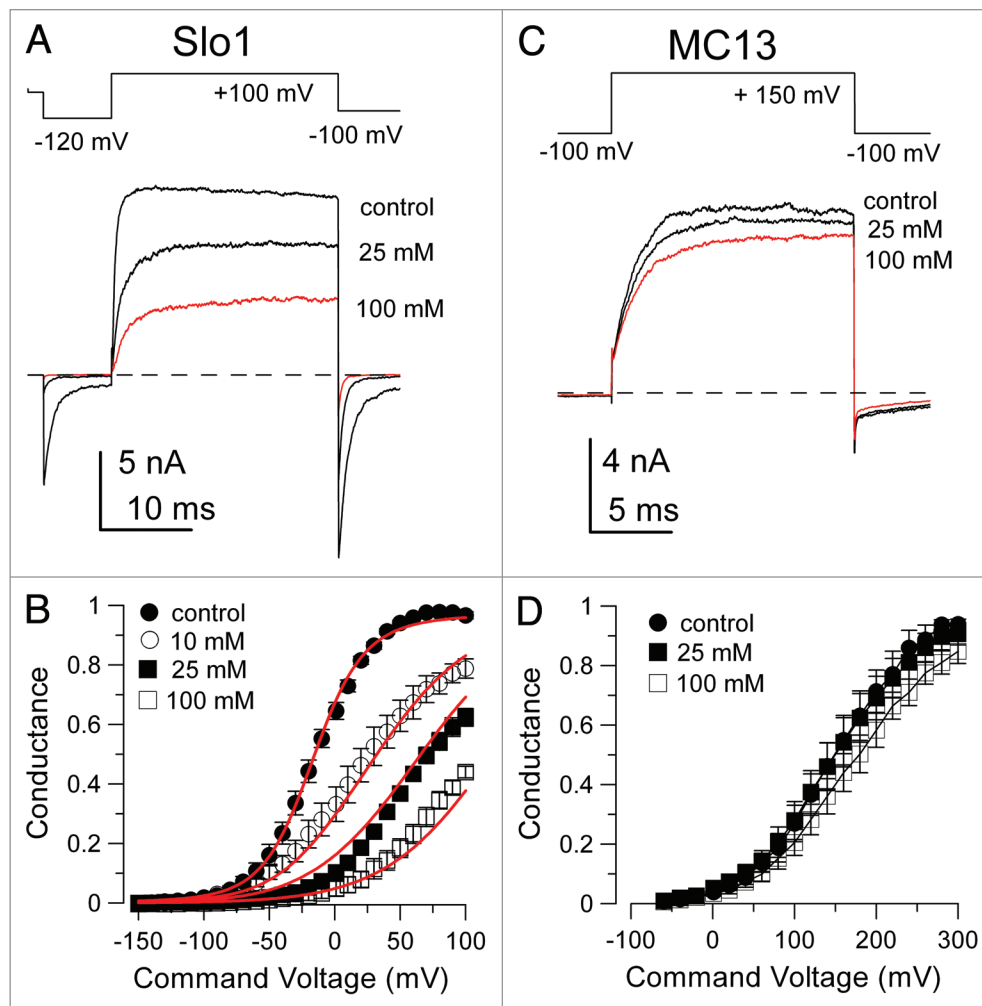 A
Slo1
+100 mV
-120 mV
-100 mV
control
25 mM
100 mM
5 nA
10 ms
C
MC13
+ 150 mV
-100 mV
-100 mV
control
25 mM
100 mM
4 nA
5 ms
B
control
10 mM
25 mM
100 mM
1
0.8
0.6
0.4
0.2
0
Conductance
-150
-100
-50
0
50
100
Command Voltage (mV)
D
control
25 mM
100 mM
1
0.8
0.6
0.4
0.2
0
Conductance
-100
0
100
200
300
Command Voltage (mV)